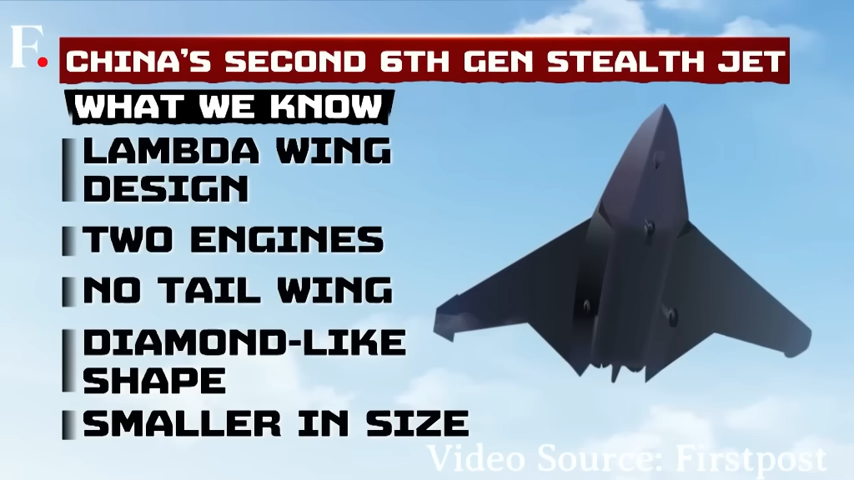 F.
CHINA'S SECOND 6TH GEN STEALTH JET
WHAT WE KNOW
LAMBDA WING
DESIGN
TWO ENGINES
NO TAIL WING
DIAMOND-LIKE
SHAPE
SMALLER IN SIZE
Video Source: Firstpost